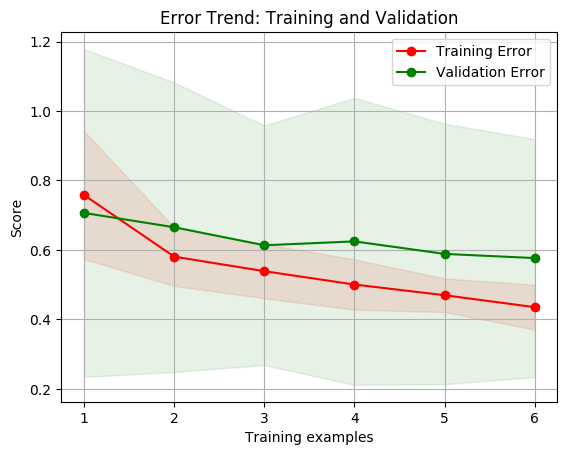 Error Trend: Training and Validation
Training Error
Validation Error
1.2
1.0
0.8
0.6
0.4
0.2
Score
1 2 3 4 5 6
Training examples